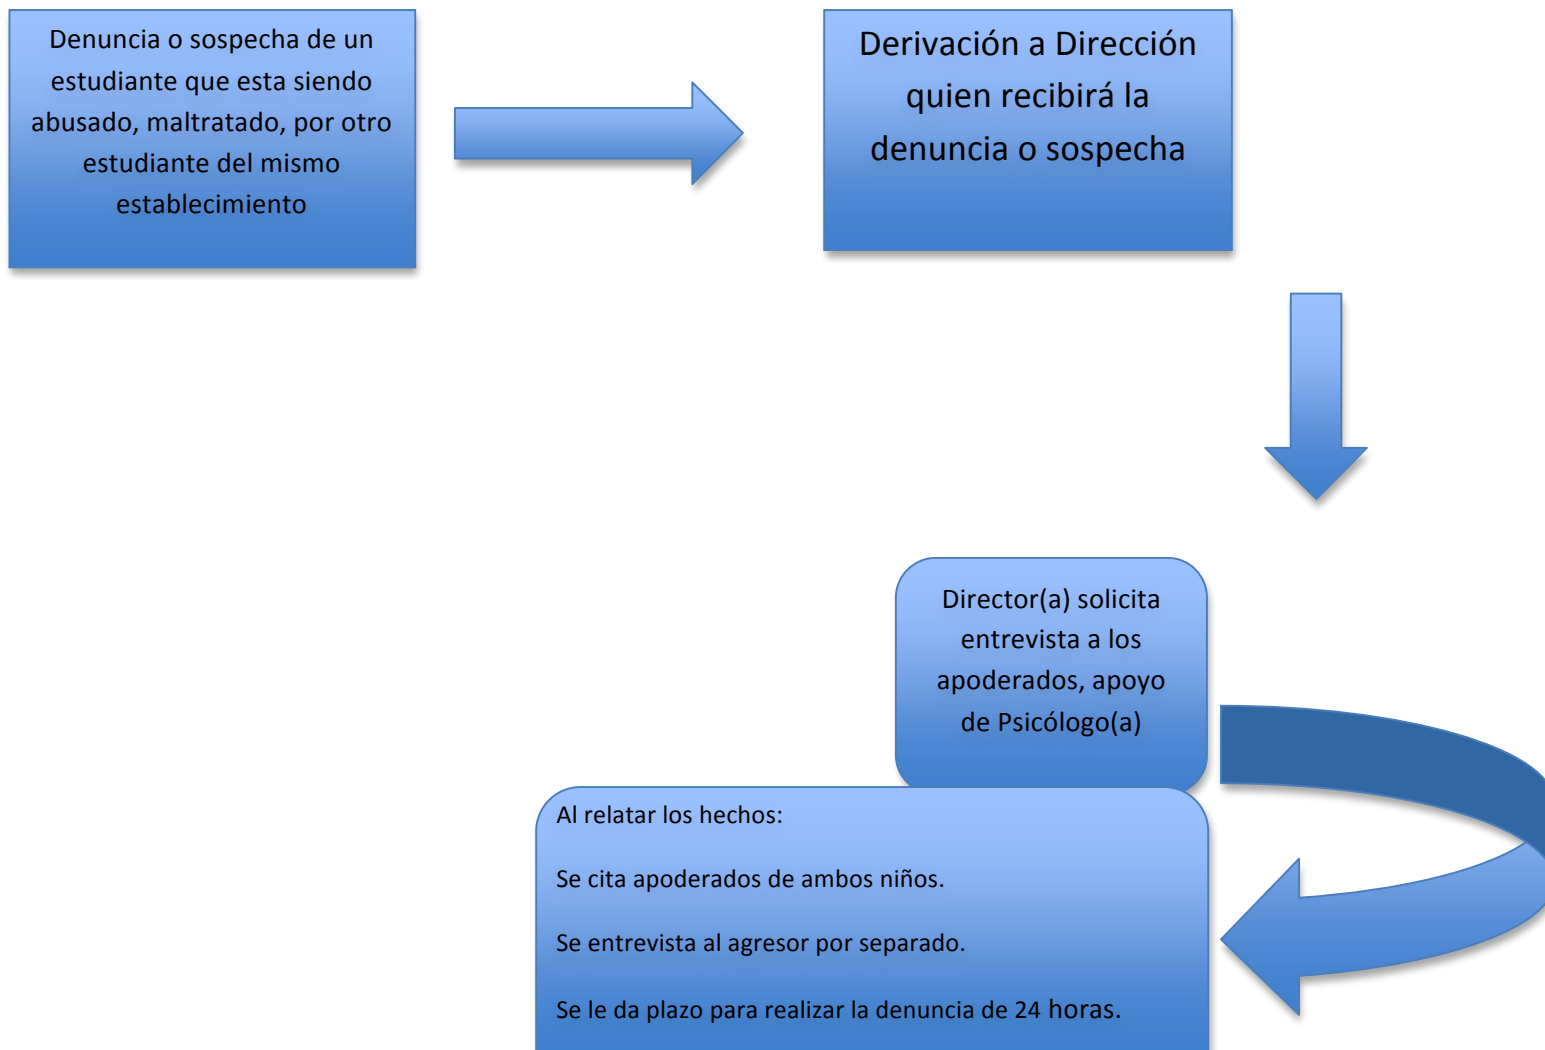 Denuncia o sospecha de un
estudiante que esta siendo
abusado, maltratado, por otro
estudiante del mismo
establecimiento
Derivación a Dirección
quien recibirá la
denuncia o sospecha
Director(a) solicita
entrevista a los
apoderados, apoyo
de Psicólogo(a)
Al relatar los hechos:
Se cita apoderados de ambos niños.
Se entrevista al agresor por separado.
Se le da plazo para realizar la denuncia de 24 horas.